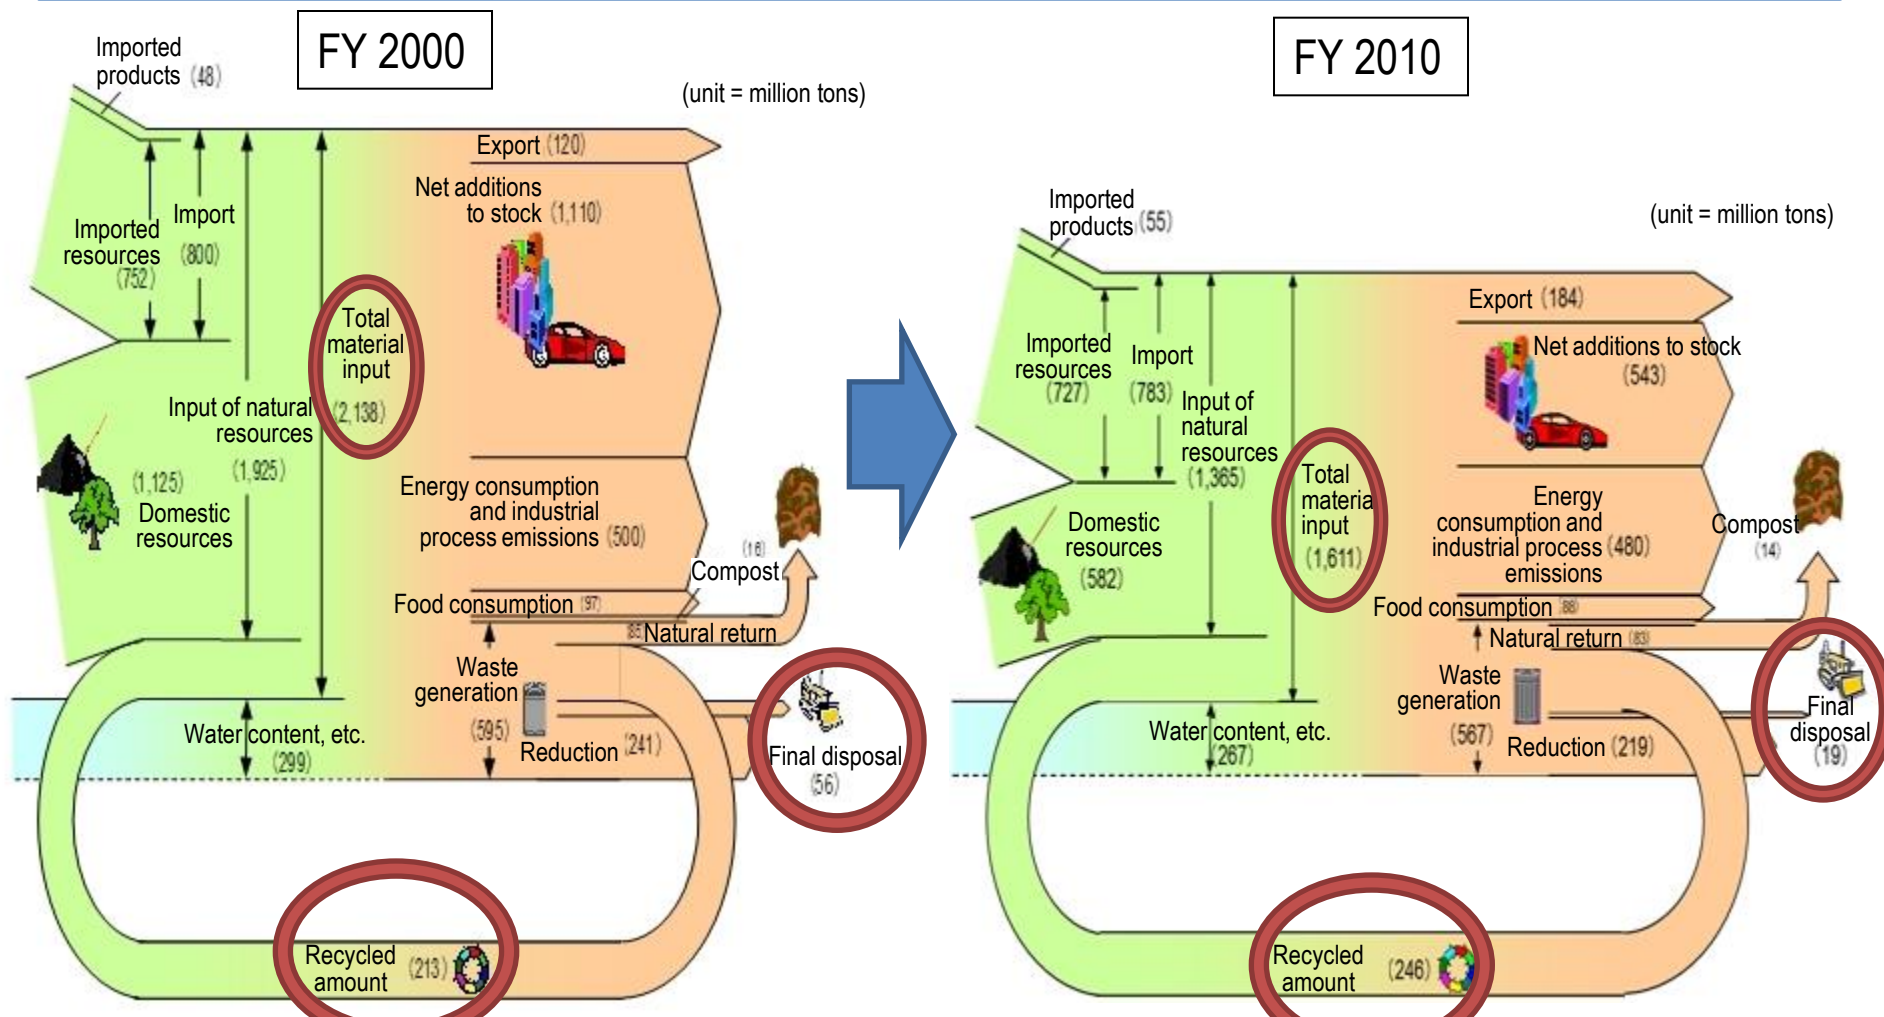 FY 2000
Imported
products (48)
(unit = million tons)
Export (120)
Net additions
to stock (1,110)
Import
(800)
Imported
resources
(752)
Total
material
input
(2,138)
Input of natural
resources
(1,925)
(1,125)
Domestic
resources
Energy consumption
and industrial
process emissions (500)
(16)
Compost
Food consumption (97)
(85) Natural return
Waste
generation
(595)
Reduction (241)
Water content, etc.
(299)
Final disposal
(56)
Recycled
amount (213)
FY 2010
Imported
products (55)
(unit = million tons)
Export (184)
Net additions to stock
(543)
Imported
resources
(727)
Import
(783)
Input of
natural
resources
(1,365)
Total
materia
input
(1,611)
Domestic
resources
(582)
Energy
consumption and
industrial process (480)
emissions
Compost
(14)
Food consumption (88)
Natural return (83)
Waste
generation
(567)
Reduction (219)
Water content, etc.
(267)
Final
disposal
(19)
Recycled
amount (246)